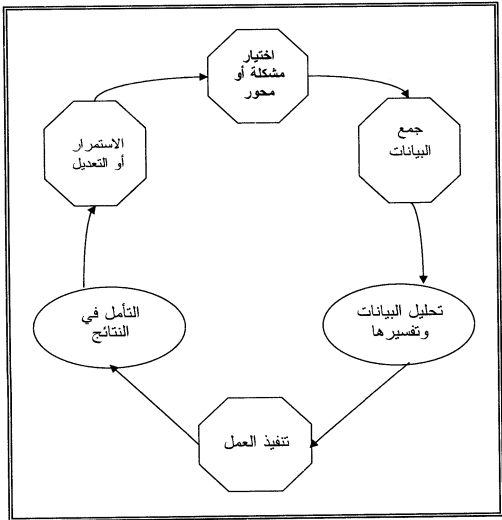 اختيار
مشكلة أو
محور
جمع
البيانات
تحليل البيانات
وتفسيرها
تنفيذ العمل
التأمل في
النتائج
الاستمرار
أو التعديل